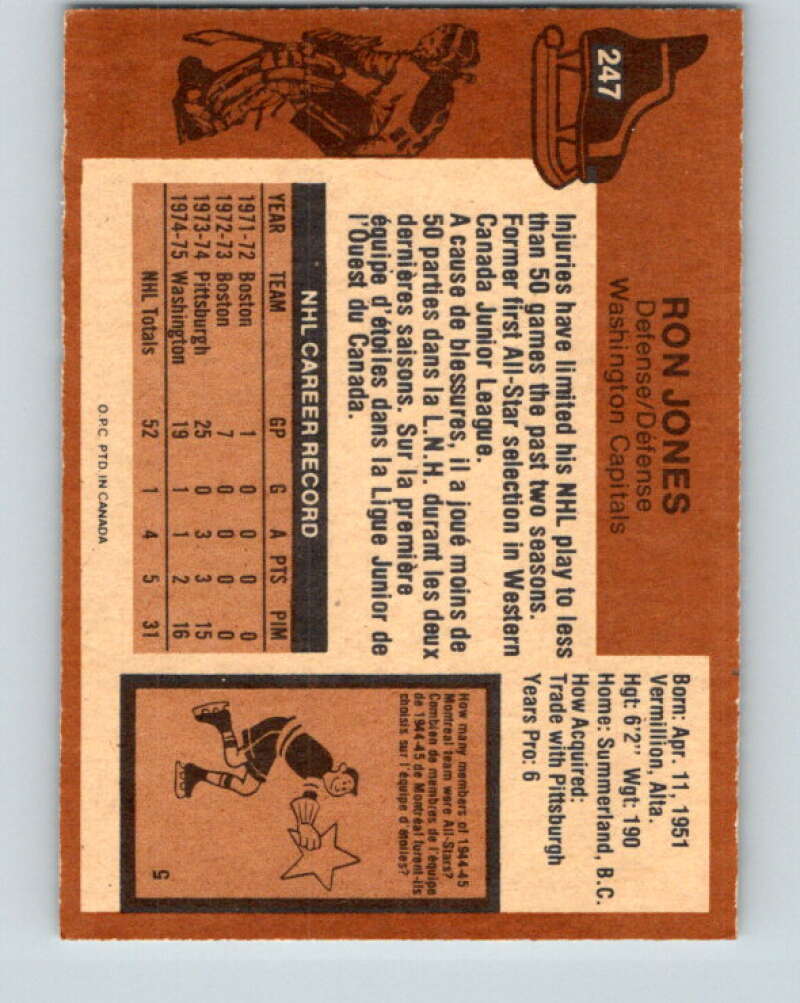 247
RON JONES
Defense/Défense
Washington Capitals
Born: Apr. 11, 1951
Vermillion, Alta.
Hgt: 6'2" Wgt: 190
Home: Summerland, B.C.
How Acquired:
Trade with Pittsburgh
Years Pro: 6
Injuries have limited his NHL play to less
than 50 games the past two seasons.
Former first All-Star selection in Western
Canada Junior League.
A cause de blessures, il a joué moins de
50 parties dans la L.N.H. durant les deux
dernières saisons. Sur la première
équipe d'étoiles dans la Ligue Junior de
l'Ouest du Canada.
NHL CAREER RECORD
YEAR TEAM GP G A PTS PIM
1971-72 Boston 1 0 0 0 0
1972-73 Boston 7 0 0 0 0
1973-74 Pittsburgh 25 0 3 3 15
1974-75 Washington 19 1 1 2 16
NHL Totals 52 1 4 5 31
How many members of 1944-45
Montreal team were All-Stars?
Combien de membres de l'équipe
de 1944-45 de Montréal furent-ils
choisis sur l'équipe d'étoiles?
5
O.P.C. PTD. IN CANADA